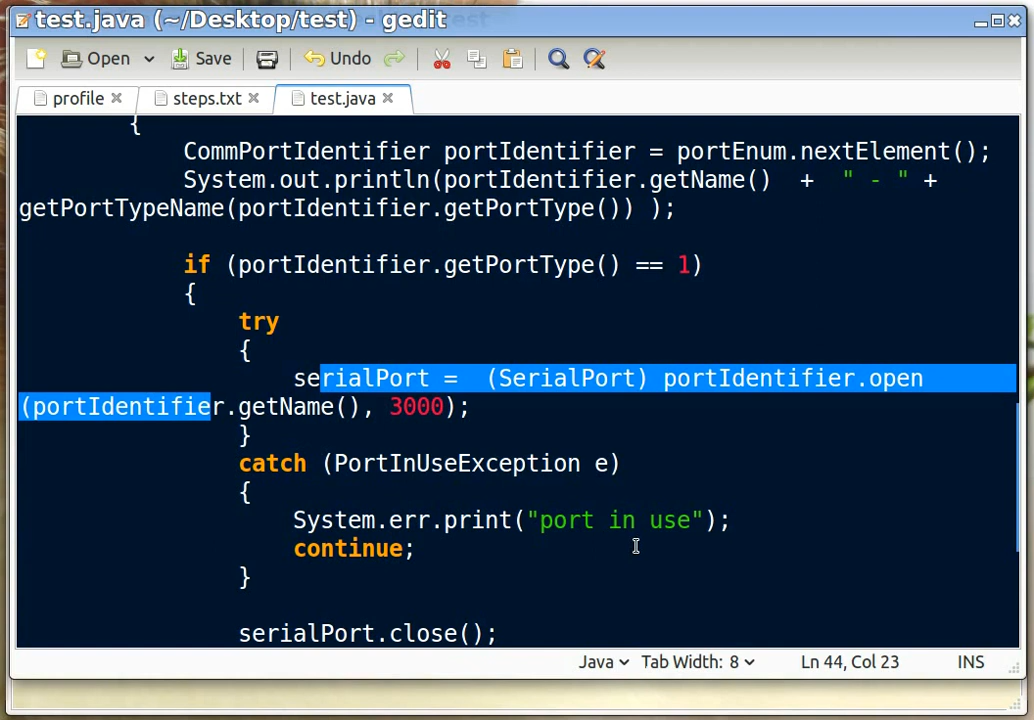 test.java (~/Desktop/test) - gedit
Open Save Undo
profile steps.txt test.java
{
CommPortIdentifier portIdentifier = portEnum.nextElement();
System.out.println(portIdentifier.getName() + " - " +
getPortTypeName(portIdentifier.getPortType()) );
if (portIdentifier.getPortType() == 1)
{
try
{
serialPort = (SerialPort) portIdentifier.open
(portIdentifier.getName(), 3000);
}
catch (PortInUseException e)
{
System.err.print("port in use");
continue;
}
serialPort.close();
Java Tab Width: 8 Ln 44, Col 23 INS